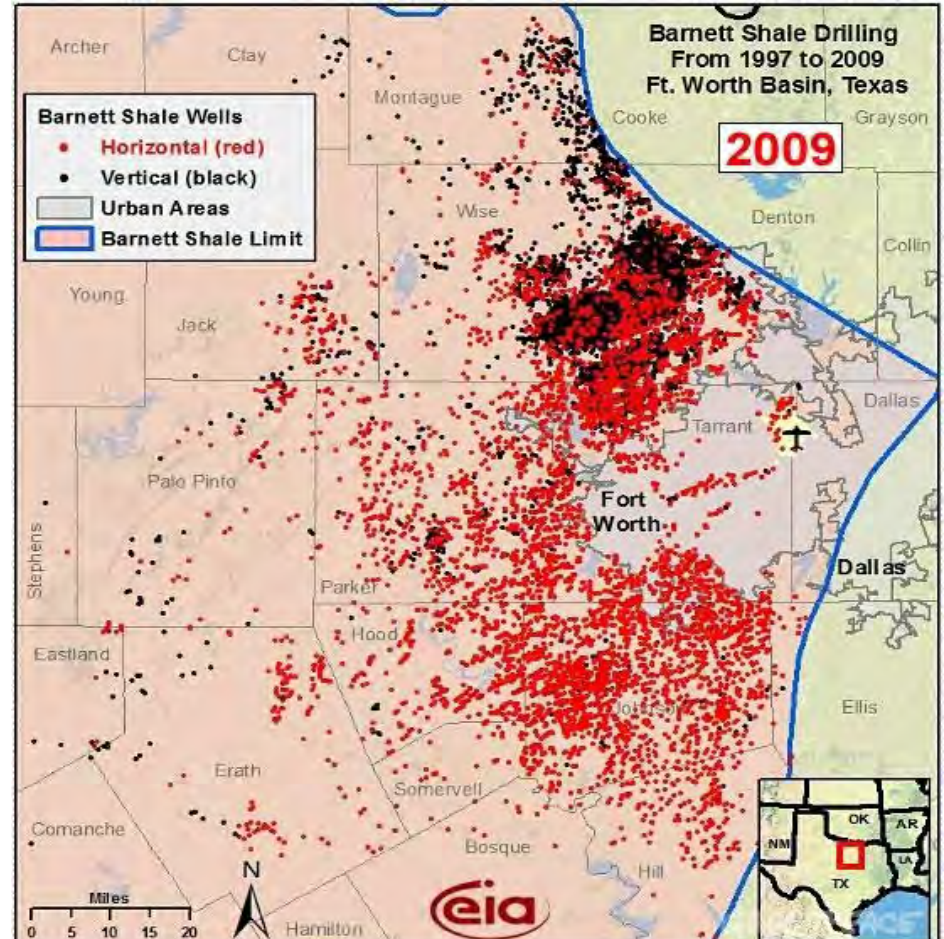 Barnett Shale Drilling
From 1997 to 2009
Ft. Worth Basin, Texas
2009
Barnett Shale Wells
Horizontal (red)
Vertical (black)
Urban Areas
Barnett Shale Limit
Archer
Clay
Montague
Cooke
Grayson
Wise
Denton
Collin
Young
Jack
Dallas
Tarrant
Palo Pinto
Fort
Worth
Stephens
Dallas
Parker
Hood
Eastland
Johnson
Ellis
Erath
Somervell
Comanche
Bosque
Hill
Hamilton
N
Miles
0 5 10 15 20
eia
OK
AR
NM
LA
TX